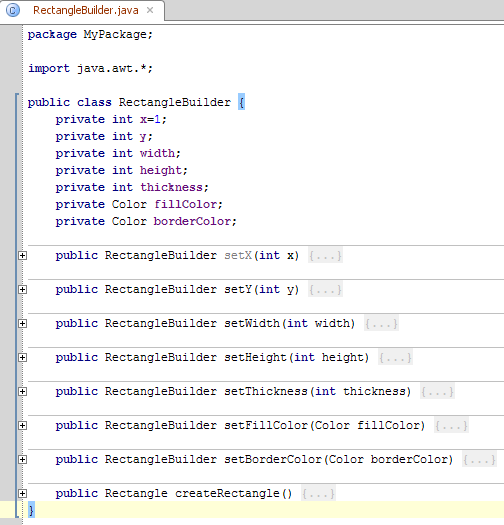 RectangleBuilder.java
package MyPackage;
import java.awt.*;
public class RectangleBuilder {
private int x=1;
private int y;
private int width;
private int height;
private int thickness;
private Color fillColor;
private Color borderColor;
public RectangleBuilder setX(int x) {...}
public RectangleBuilder setY(int y) {...}
public RectangleBuilder setWidth(int width) {...}
public RectangleBuilder setHeight(int height) {...}
public RectangleBuilder setThickness(int thickness) {...}
public RectangleBuilder setFillColor(Color fillColor) {...}
public RectangleBuilder setBorderColor(Color borderColor) {...}
public Rectangle createRectangle() {...}
}